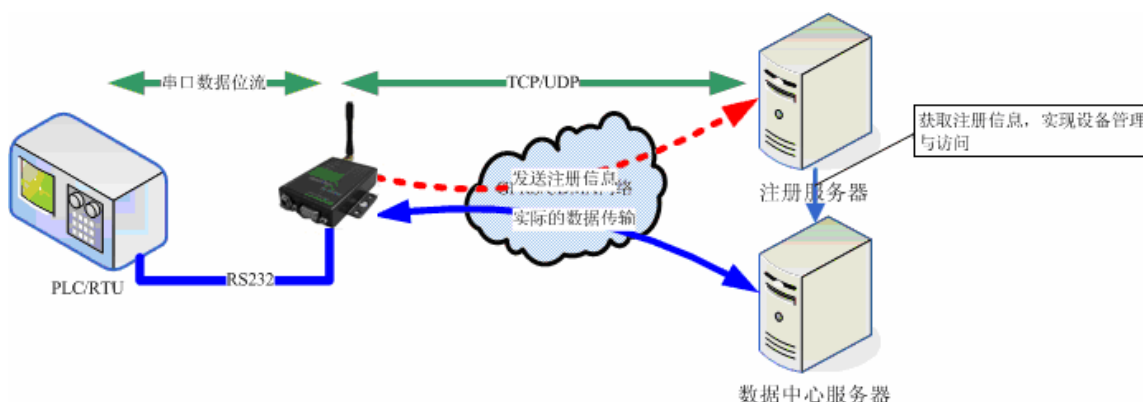 串口数据位流
TCP/UDP
获取注册信息，实现设备管理
与访问
发送注册信息
网络
注册服务器
实际的数据传输
RS232
PLC/RTU
数据中心服务器